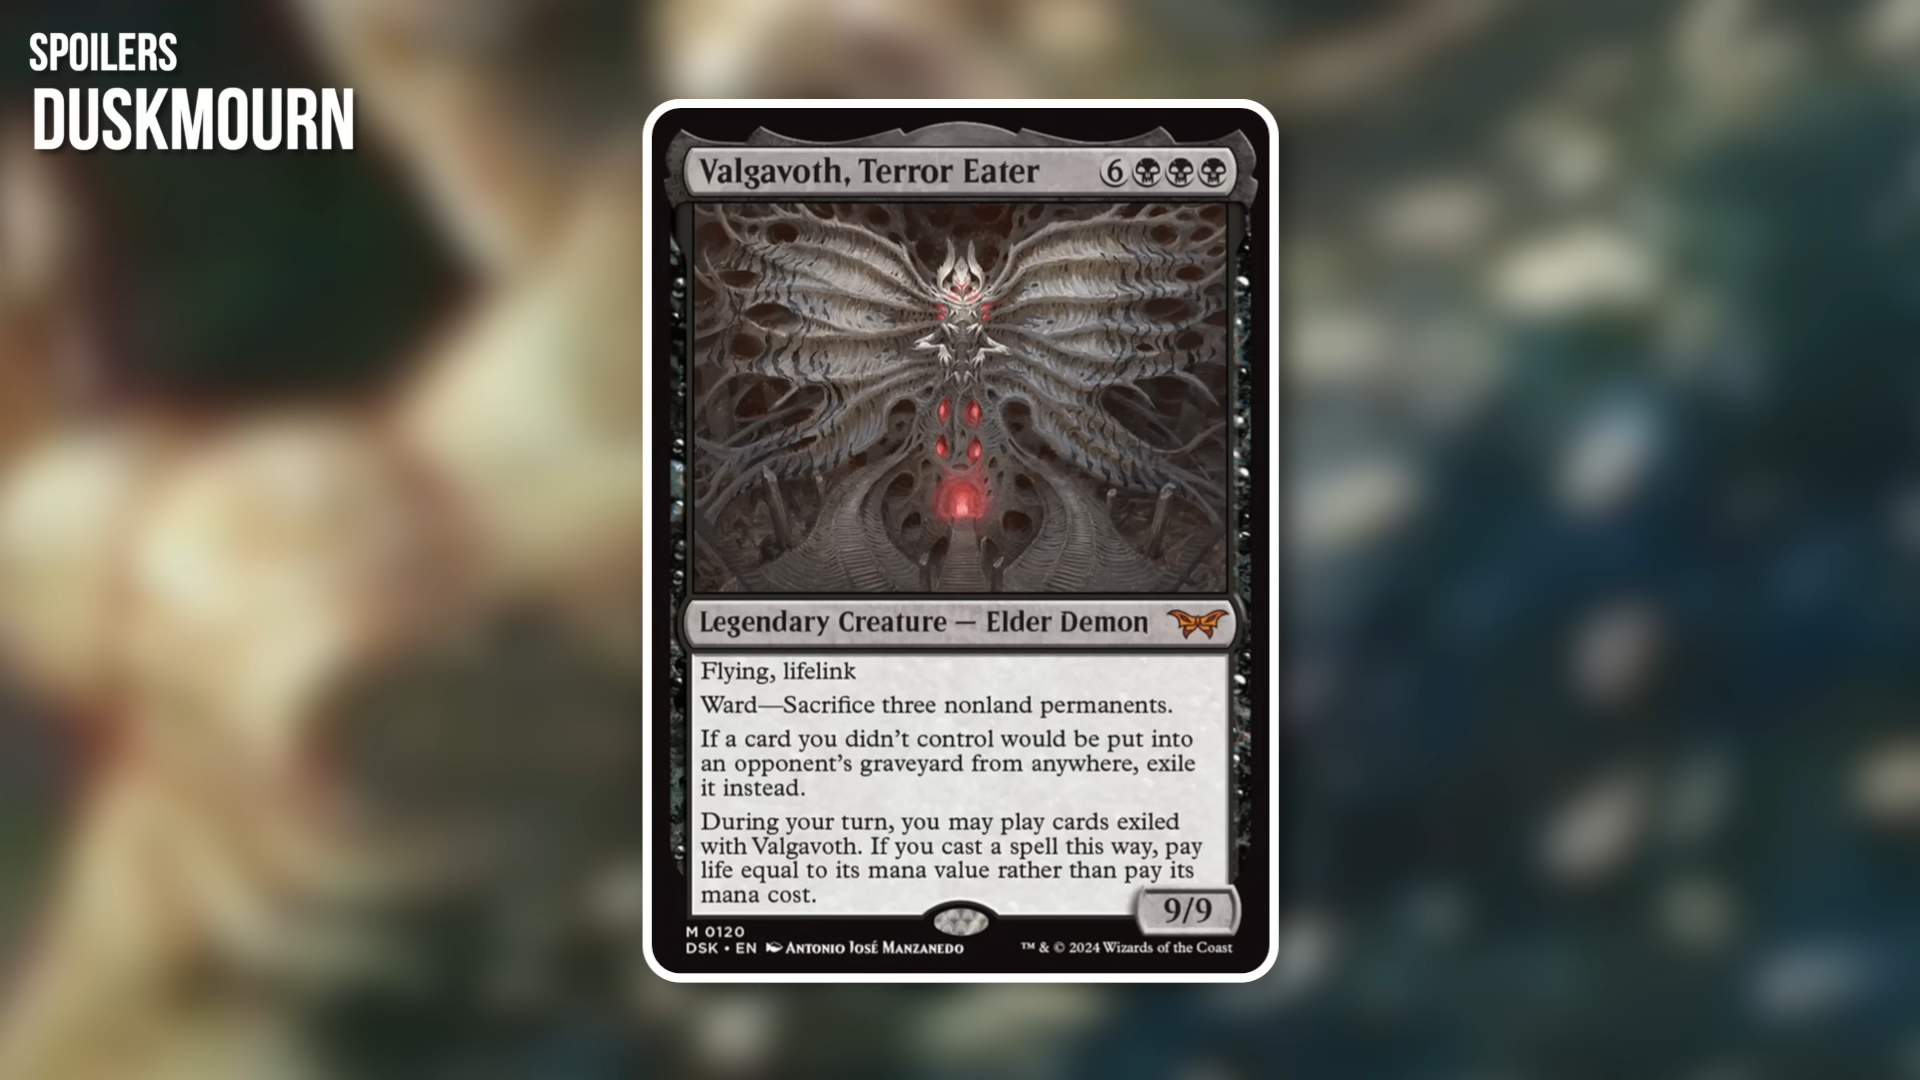 SPOILERS
DUSKMOURN
Valgavoth, Terror Eater 6
Legendary Creature — Elder Demon
Flying, lifelink
Ward—Sacrifice three nonland permanents.
If a card you didn't control would be put into
an opponent's graveyard from anywhere, exile
it instead.
During your turn, you may play cards exiled
with Valgavoth. If you cast a spell this way, pay
life equal to its mana value rather than pay its
mana cost.
9/9
M 0120
DSK • EN ANTONIO JOSÉ MANZANEDO
™ & © 2024 Wizards of the Coast